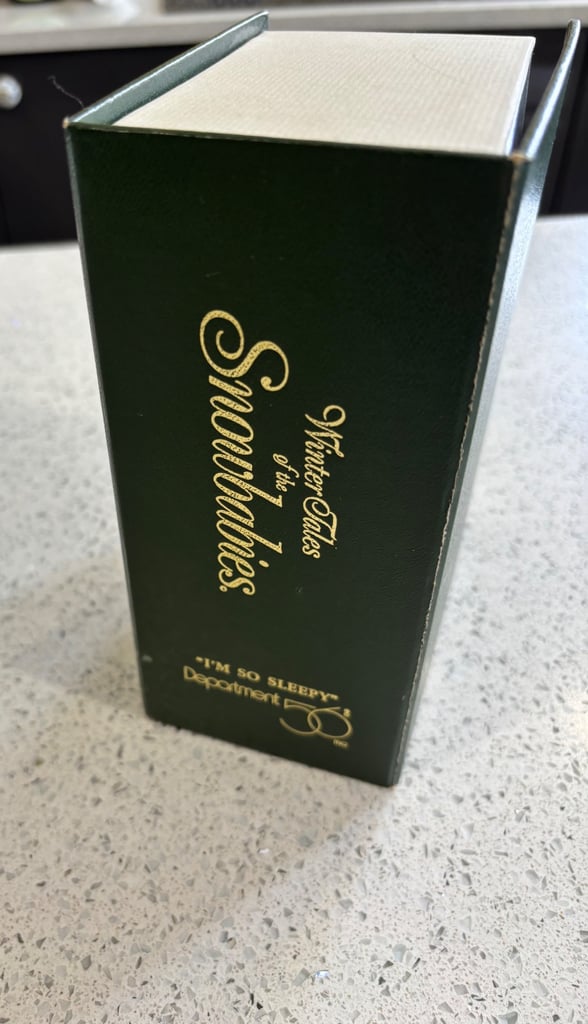 Winter Tales
of the
Snowbabies.
"I'M SO SLEEPY"
Department 56